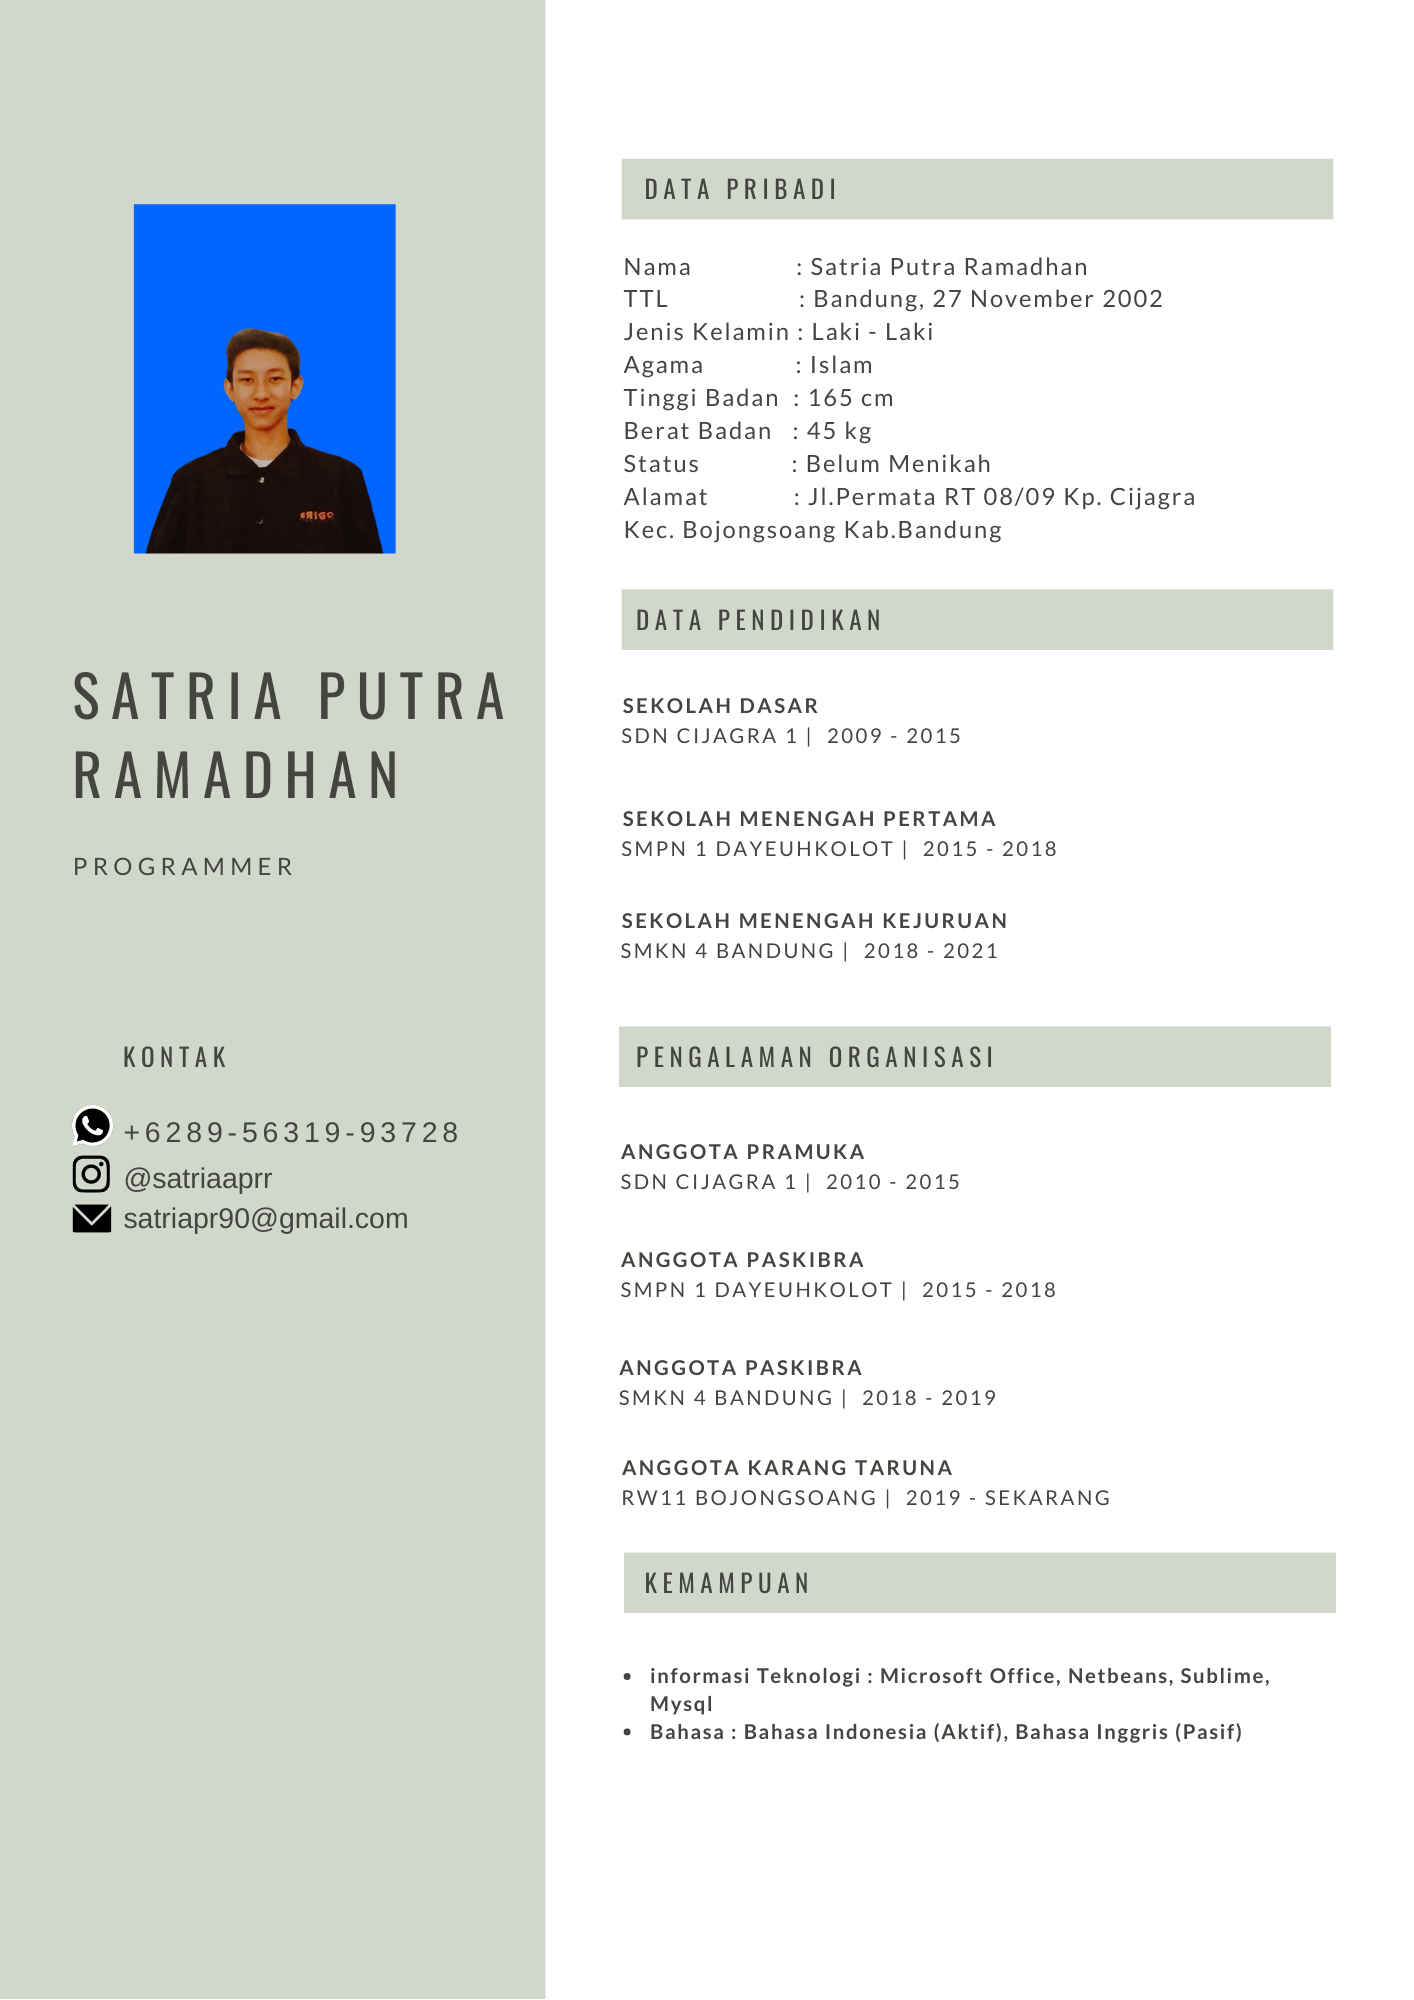 SATRIA PUTRA
RAMADHAN
PROGRAMMER
KONTAK
+6289-56319-93728
@satriaaprr
satriapr90@gmail.com
DATA PRIBADI
Nama : Satria Putra Ramadhan
TTL : Bandung, 27 November 2002
Jenis Kelamin : Laki - Laki
Agama : Islam
Tinggi Badan : 165 cm
Berat Badan : 45 kg
Status : Belum Menikah
Alamat : Jl.Permata RT 08/09 Kp. Cijagra
Kec. Bojongsoang Kab.Bandung
DATA PENDIDIKAN
SEKOLAH DASAR
SDN CIJAGRA 1 | 2009 - 2015
SEKOLAH MENENGAH PERTAMA
SMPN 1 DAYEUHKOLOT | 2015 - 2018
SEKOLAH MENENGAH KEJURUAN
SMKN 4 BANDUNG | 2018 - 2021
PENGALAMAN ORGANISASI
ANGGOTA PRAMUKA
SDN CIJAGRA 1 | 2010 - 2015
ANGGOTA PASKIBRA
SMPN 1 DAYEUHKOLOT | 2015 - 2018
ANGGOTA PASKIBRA
SMKN 4 BANDUNG | 2018 - 2019
ANGGOTA KARANG TARUNA
RW11 BOJONGSOANG | 2019 - SEKARANG
KEMAMPUAN
• informasi Teknologi : Microsoft Office, Netbeans, Sublime,
Mysql
• Bahasa : Bahasa Indonesia (Aktif), Bahasa Inggris (Pasif)